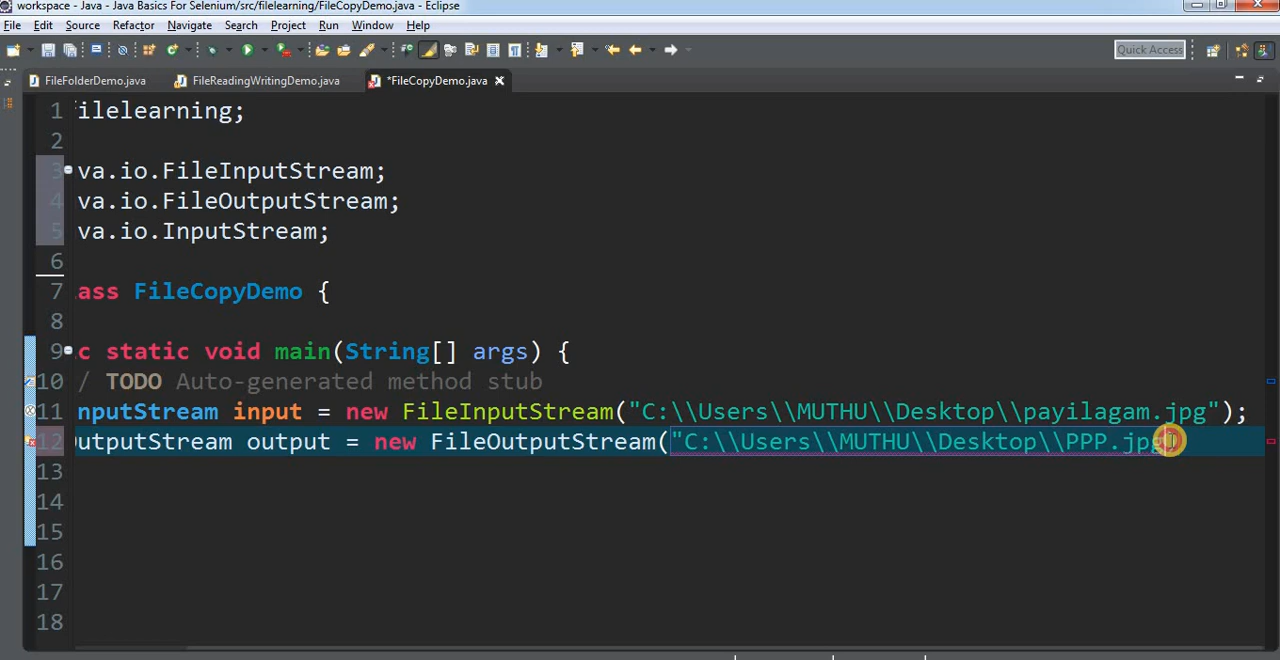 workspace - Java - Java Basics For Selenium/src/filelearning/FileCopyDemo.java - Eclipse
File Edit Source Refactor Navigate Search Project Run Window Help
Quick Access
FileFolderDemo.java FileReadingWritingDemo.java *FileCopyDemo.java
1 filelearning;
2
3 va.io.FileInputStream;
4 va.io.FileOutputStream;
5 va.io.InputStream;
6
7 ass FileCopyDemo {
8
9 c static void main(String[] args) {
10 / TODO Auto-generated method stub
11 nputStream input = new FileInputStream("C:\\Users\\MUTHU\\Desktop\\payilagam.jpg");
12 OutputStream output = new FileOutputStream("C:\\Users\\MUTHU\\Desktop\\PPP.jpg
13
14
15
16
17
18